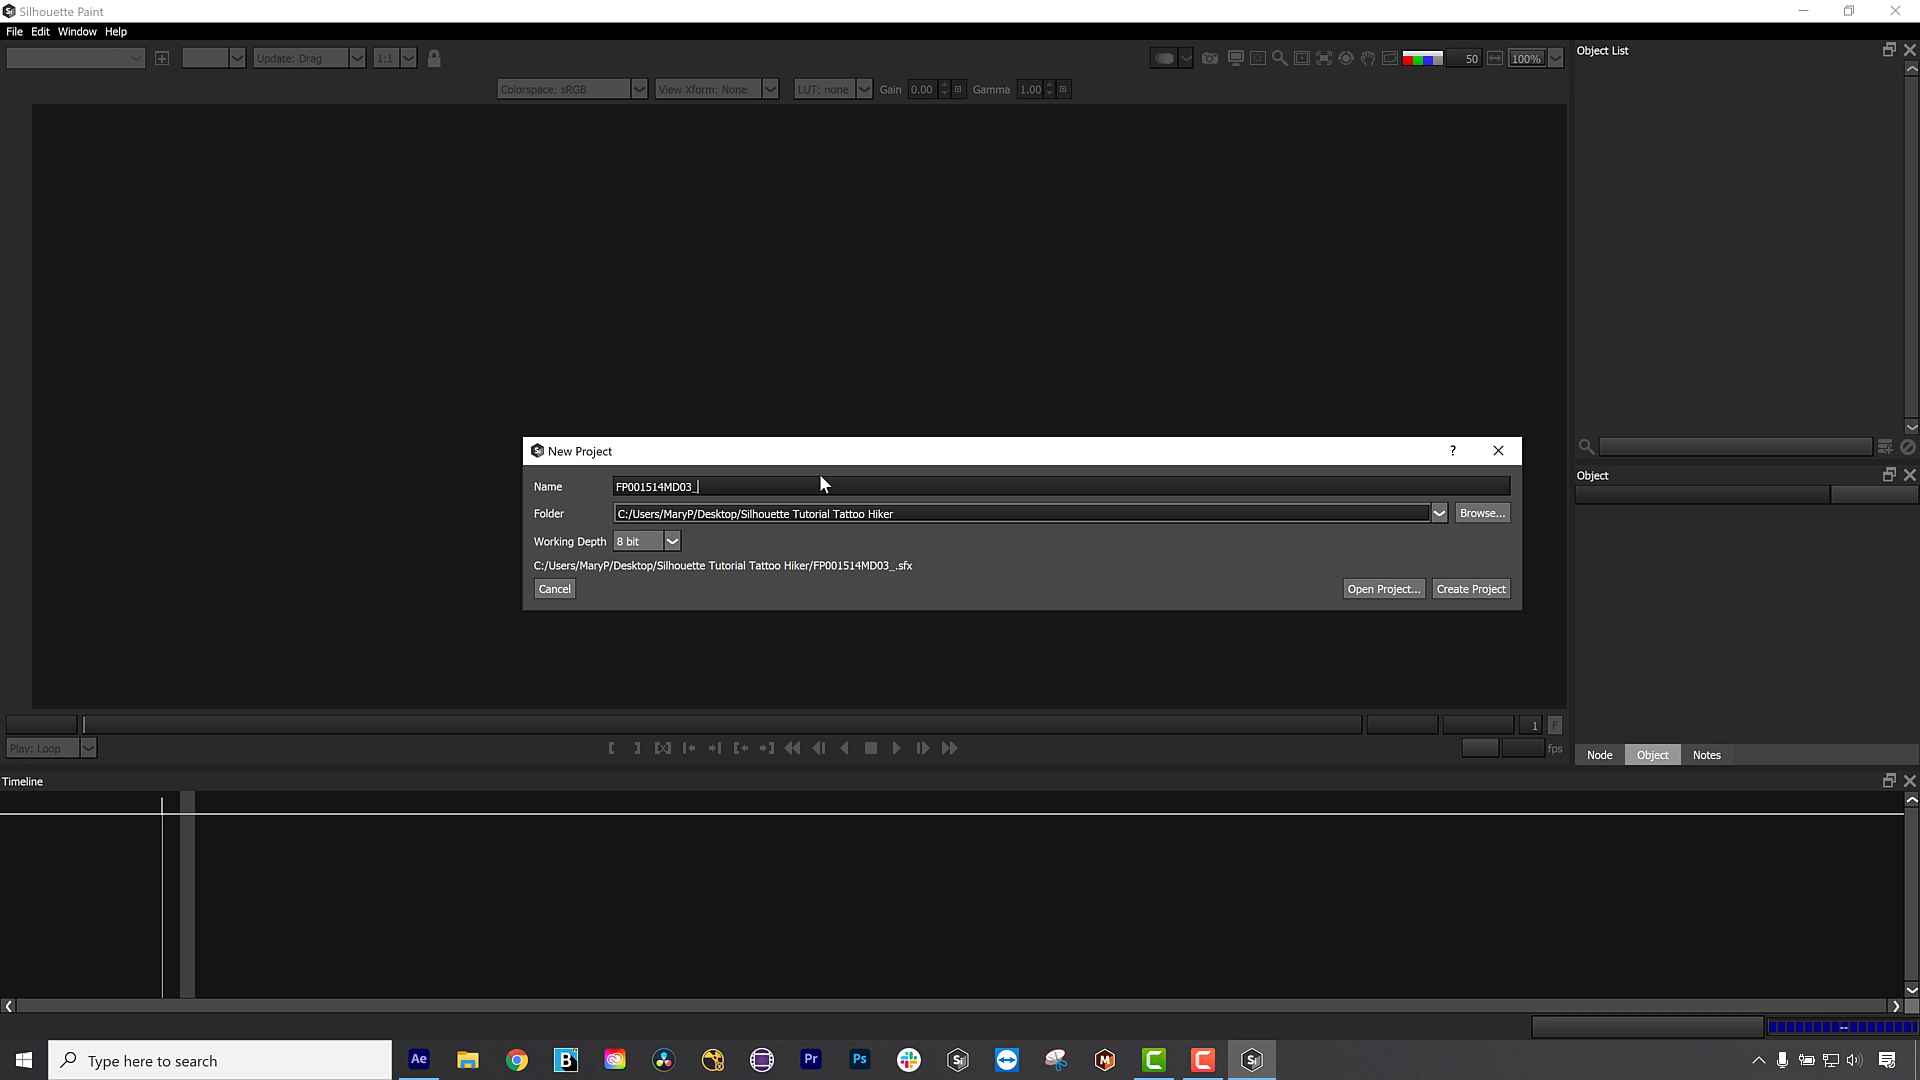 Silhouette Paint
File Edit Window Help
Update: Drag 1:1 50 100%
Colorspace: sRGB View Xform: None LUT: none Gain 0.00 Gamma 1.00
Object List
Object
New Project ?
Name FP001514MD03_
Folder C:/Users/MaryP/Desktop/Silhouette Tutorial Tattoo Hiker Browse...
Working Depth 8 bit
C:/Users/MaryP/Desktop/Silhouette Tutorial Tattoo Hiker/FP001514MD03_.sfx
Cancel Open Project... Create Project
1 F
Play: Loop fps
Node Object Notes
Timeline
--
Type here to search Ae B Pr Ps Si M C C Si